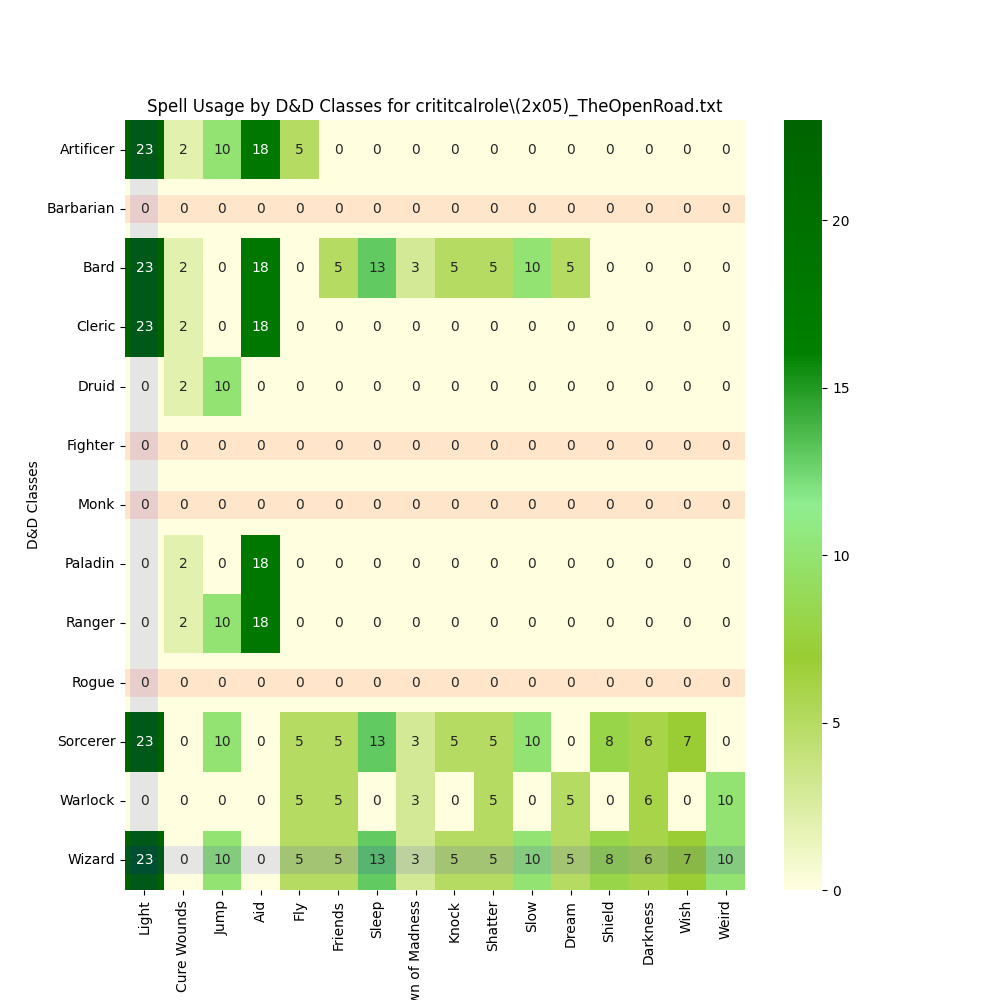 Spell Usage by D&D Classes for crititcalrole\(2x05)_TheOpenRoad.txt
D&D Classes
Artificer 23 2 10 18 5 0 0 0 0 0 0 0 0 0 0 0
Barbarian 0 0 0 0 0 0 0 0 0 0 0 0 0 0 0 0
Bard 23 2 0 18 0 5 13 3 5 5 10 5 0 0 0 0
Cleric 23 2 0 18 0 0 0 0 0 0 0 0 0 0 0 0
Druid 0 2 10 0 0 0 0 0 0 0 0 0 0 0 0 0
Fighter 0 0 0 0 0 0 0 0 0 0 0 0 0 0 0 0
Monk 0 0 0 0 0 0 0 0 0 0 0 0 0 0 0 0
Paladin 0 2 0 18 0 0 0 0 0 0 0 0 0 0 0 0
Ranger 0 2 10 18 0 0 0 0 0 0 0 0 0 0 0 0
Rogue 0 0 0 0 0 0 0 0 0 0 0 0 0 0 0 0
Sorcerer 23 0 10 0 5 5 13 3 5 5 10 0 8 6 7 0
Warlock 0 0 0 0 5 5 0 3 0 5 0 5 0 6 0 10
Wizard 23 0 10 0 5 5 13 3 5 5 10 5 8 6 7 10
Light
Cure Wounds
Jump
Aid
Fly
Friends
Sleep
of Madness
Knock
Shatter
Slow
Dream
Shield
Darkness
Wish
Weird
20
15
10
5
0